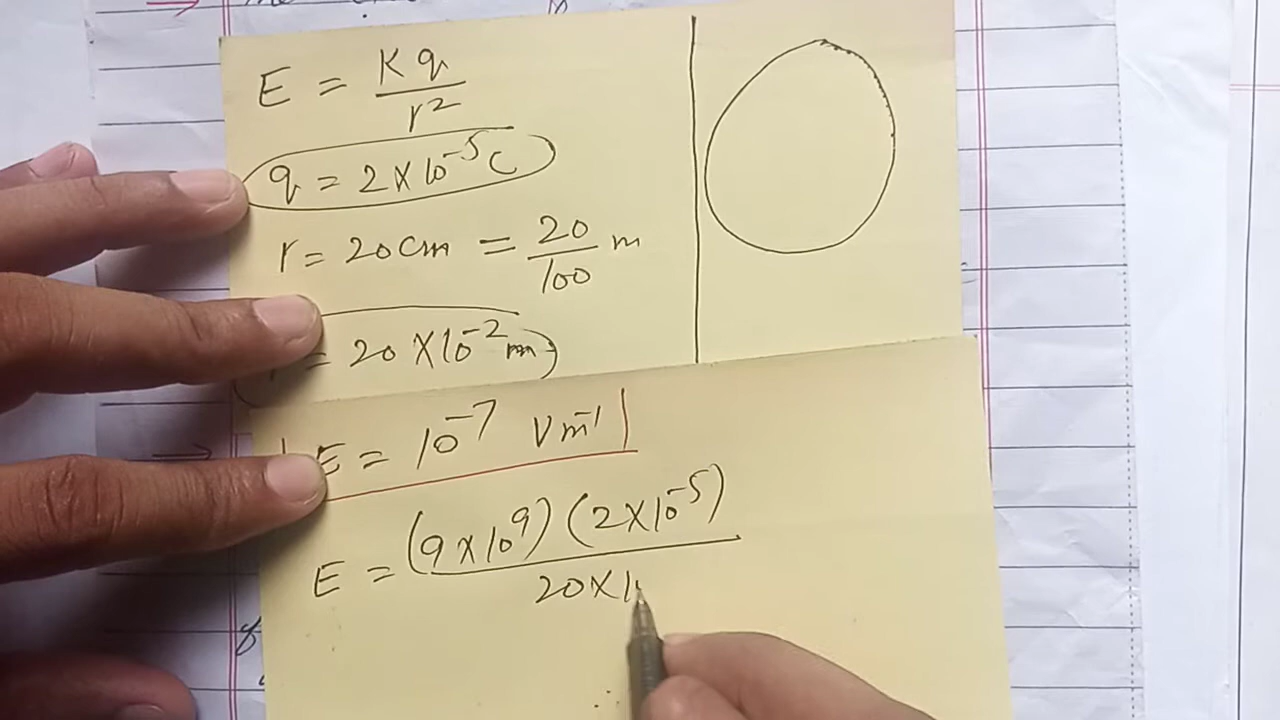 E = Kq / r²
q = 2 × 10⁻⁵ C
r = 20 cm = 20/100 m
= 20 × 10⁻² m
E = 10⁻⁷ Vm⁻¹
E = (9 × 10⁹) (2 × 10⁻⁵) / 20 × 1